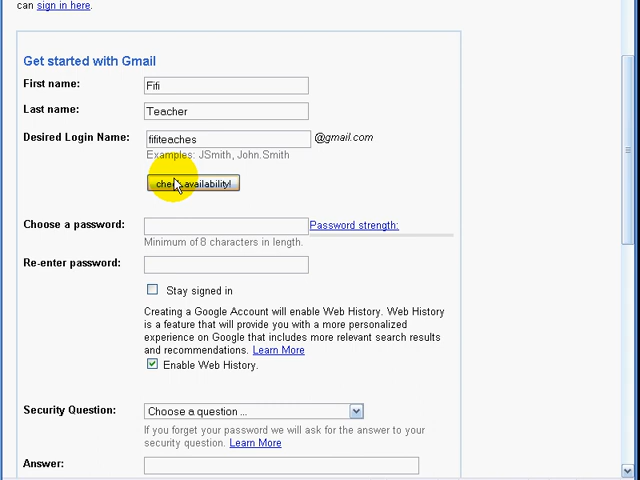 can sign in here.
Get started with Gmail
First name: Fifi
Last name: Teacher
Desired Login Name: fifiteaches @gmail.com
Examples: JSmith, John.Smith
check availability!
Choose a password: Password strength:
Minimum of 8 characters in length.
Re-enter password:
Stay signed in
Creating a Google Account will enable Web History. Web History
is a feature that will provide you with a more personalized
experience on Google that includes more relevant search results
and recommendations. Learn More
Enable Web History.
Security Question: Choose a question ...
If you forget your password we will ask for the answer to your
security question. Learn More
Answer: